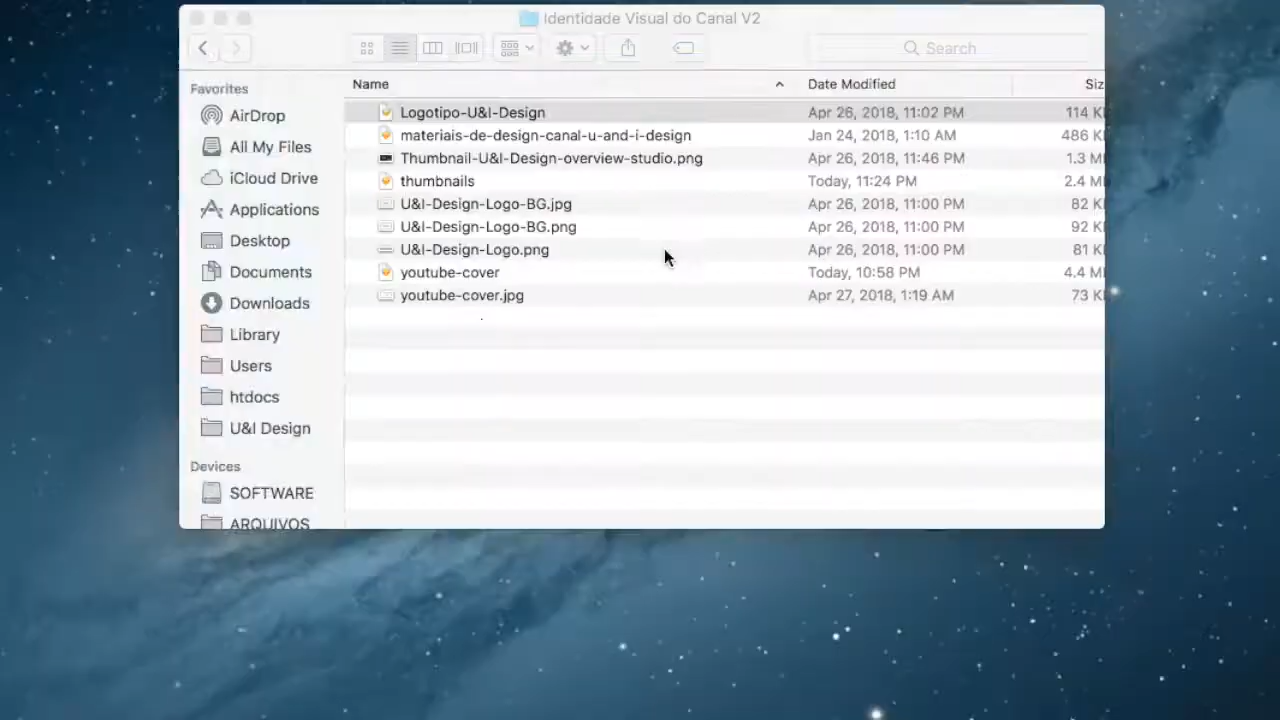 Identidade Visual do Canal V2
Search
Favorites
AirDrop
All My Files
iCloud Drive
Applications
Desktop
Documents
Downloads
Library
Users
htdocs
U&I Design
Devices
SOFTWARE
ARQUIVOS
Name Date Modified Siz
Logotipo-U&I-Design Apr 26, 2018, 11:02 PM 114 K
materiais-de-design-canal-u-and-i-design Jan 24, 2018, 1:10 AM 486 K
Thumbnail-U&I-Design-overview-studio.png Apr 26, 2018, 11:46 PM 1.3 M
thumbnails Today, 11:24 PM 2.4 M
U&I-Design-Logo-BG.jpg Apr 26, 2018, 11:00 PM 82 K
U&I-Design-Logo-BG.png Apr 26, 2018, 11:00 PM 92 K
U&I-Design-Logo.png Apr 26, 2018, 11:00 PM 81 K
youtube-cover Today, 10:58 PM 4.4 M
youtube-cover.jpg Apr 27, 2018, 1:19 AM 73 K